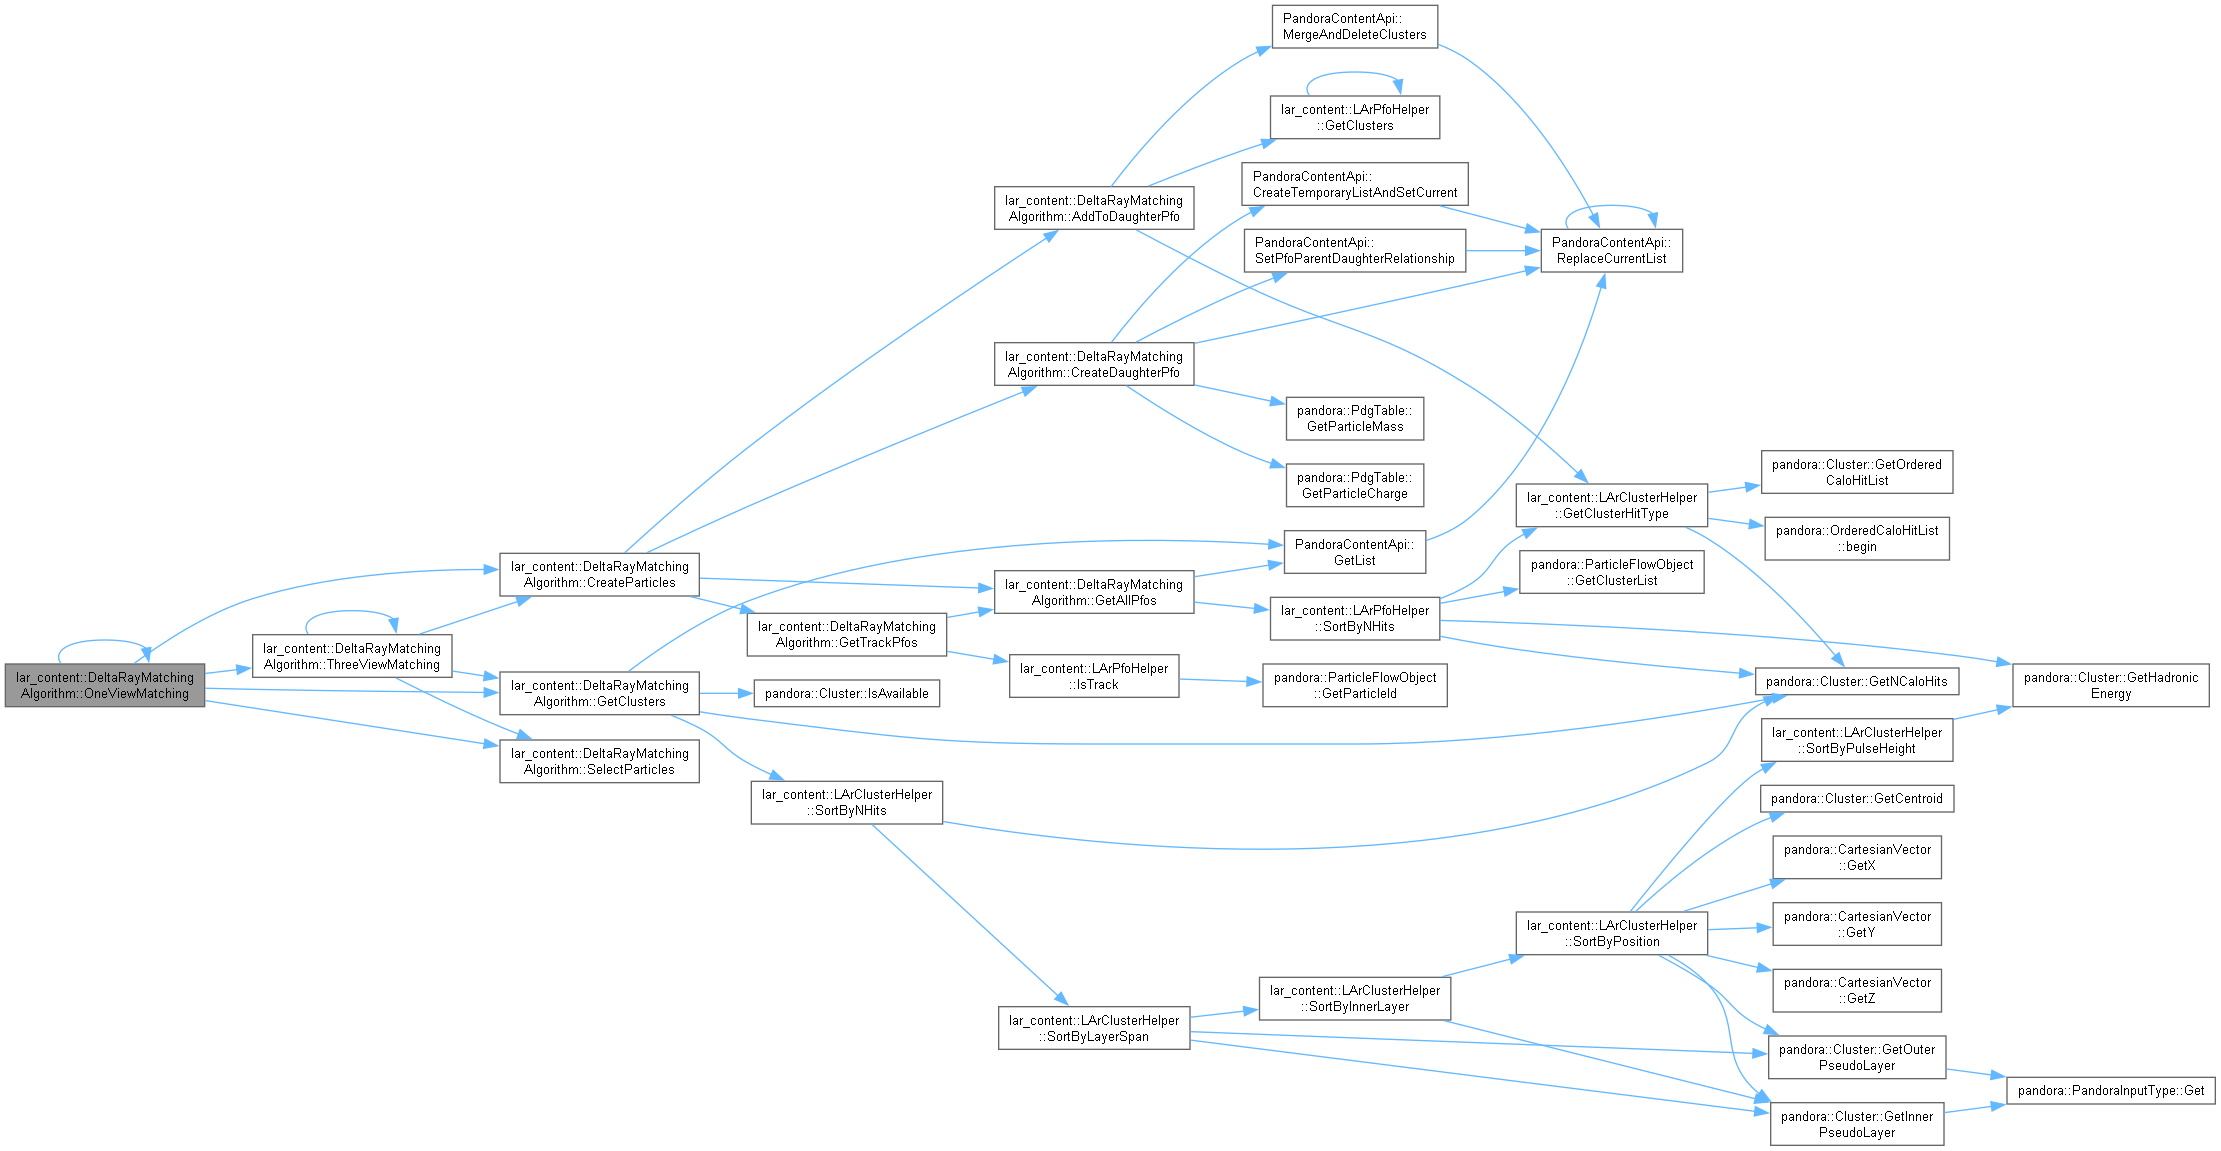 lar_content::DeltaRayMatching
Algorithm::OneViewMatching
lar_content::DeltaRayMatching
Algorithm::ThreeViewMatching
lar_content::DeltaRayMatching
Algorithm::CreateParticles
lar_content::DeltaRayMatching
Algorithm::GetClusters
lar_content::DeltaRayMatching
Algorithm::SelectParticles
lar_content::DeltaRayMatching
Algorithm::GetTrackPfos
pandora::Cluster::IsAvailable
lar_content::LArClusterHelper
::SortByNHits
lar_content::DeltaRayMatching
Algorithm::AddToDaughterPfo
lar_content::DeltaRayMatching
Algorithm::CreateDaughterPfo
lar_content::DeltaRayMatching
Algorithm::GetAllPfos
lar_content::LArPfoHelper
::IsTrack
lar_content::LArClusterHelper
::SortByLayerSpan
PandoraContentApi::
MergeAndDeleteClusters
lar_content::LArPfoHelper
::GetClusters
PandoraContentApi::
CreateTemporaryListAndSetCurrent
PandoraContentApi::
SetPfoParentDaughterRelationship
pandora::PdgTable::
GetParticleMass
pandora::PdgTable::
GetParticleCharge
PandoraContentApi::
GetList
lar_content::LArPfoHelper
::SortByNHits
pandora::ParticleFlowObject
::GetParticleId
lar_content::LArClusterHelper
::SortByInnerLayer
PandoraContentApi::
ReplaceCurrentList
lar_content::LArClusterHelper
::GetClusterHitType
pandora::ParticleFlowObject
::GetClusterList
lar_content::LArClusterHelper
::SortByPosition
pandora::Cluster::GetOrdered
CaloHitList
pandora::OrderedCaloHitList
::begin
pandora::Cluster::GetNCaloHits
lar_content::LArClusterHelper
::SortByPulseHeight
pandora::Cluster::GetCentroid
pandora::CartesianVector
::GetX
pandora::CartesianVector
::GetY
pandora::CartesianVector
::GetZ
pandora::Cluster::GetOuter
PseudoLayer
pandora::Cluster::GetInner
PseudoLayer
pandora::Cluster::GetHadronic
Energy
pandora::PandoraInputType::Get